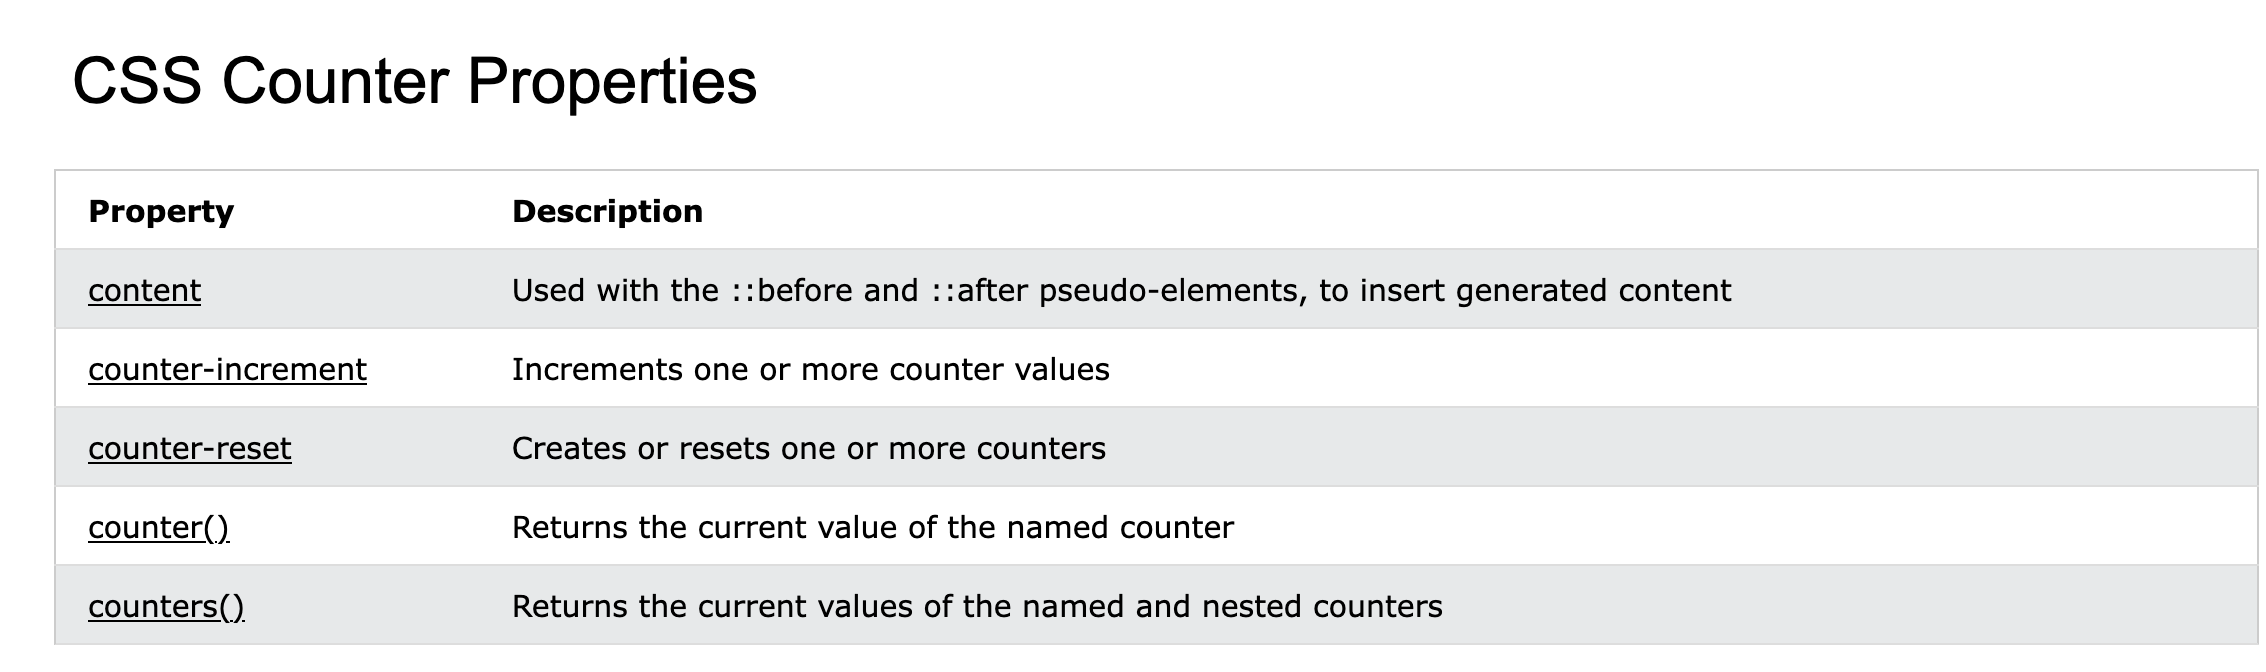 CSS Counter Properties
Property Description
content Used with the ::before and ::after pseudo-elements, to insert generated content
counter-increment Increments one or more counter values
counter-reset Creates or resets one or more counters
counter() Returns the current value of the named counter
counters() Returns the current values of the named and nested counters